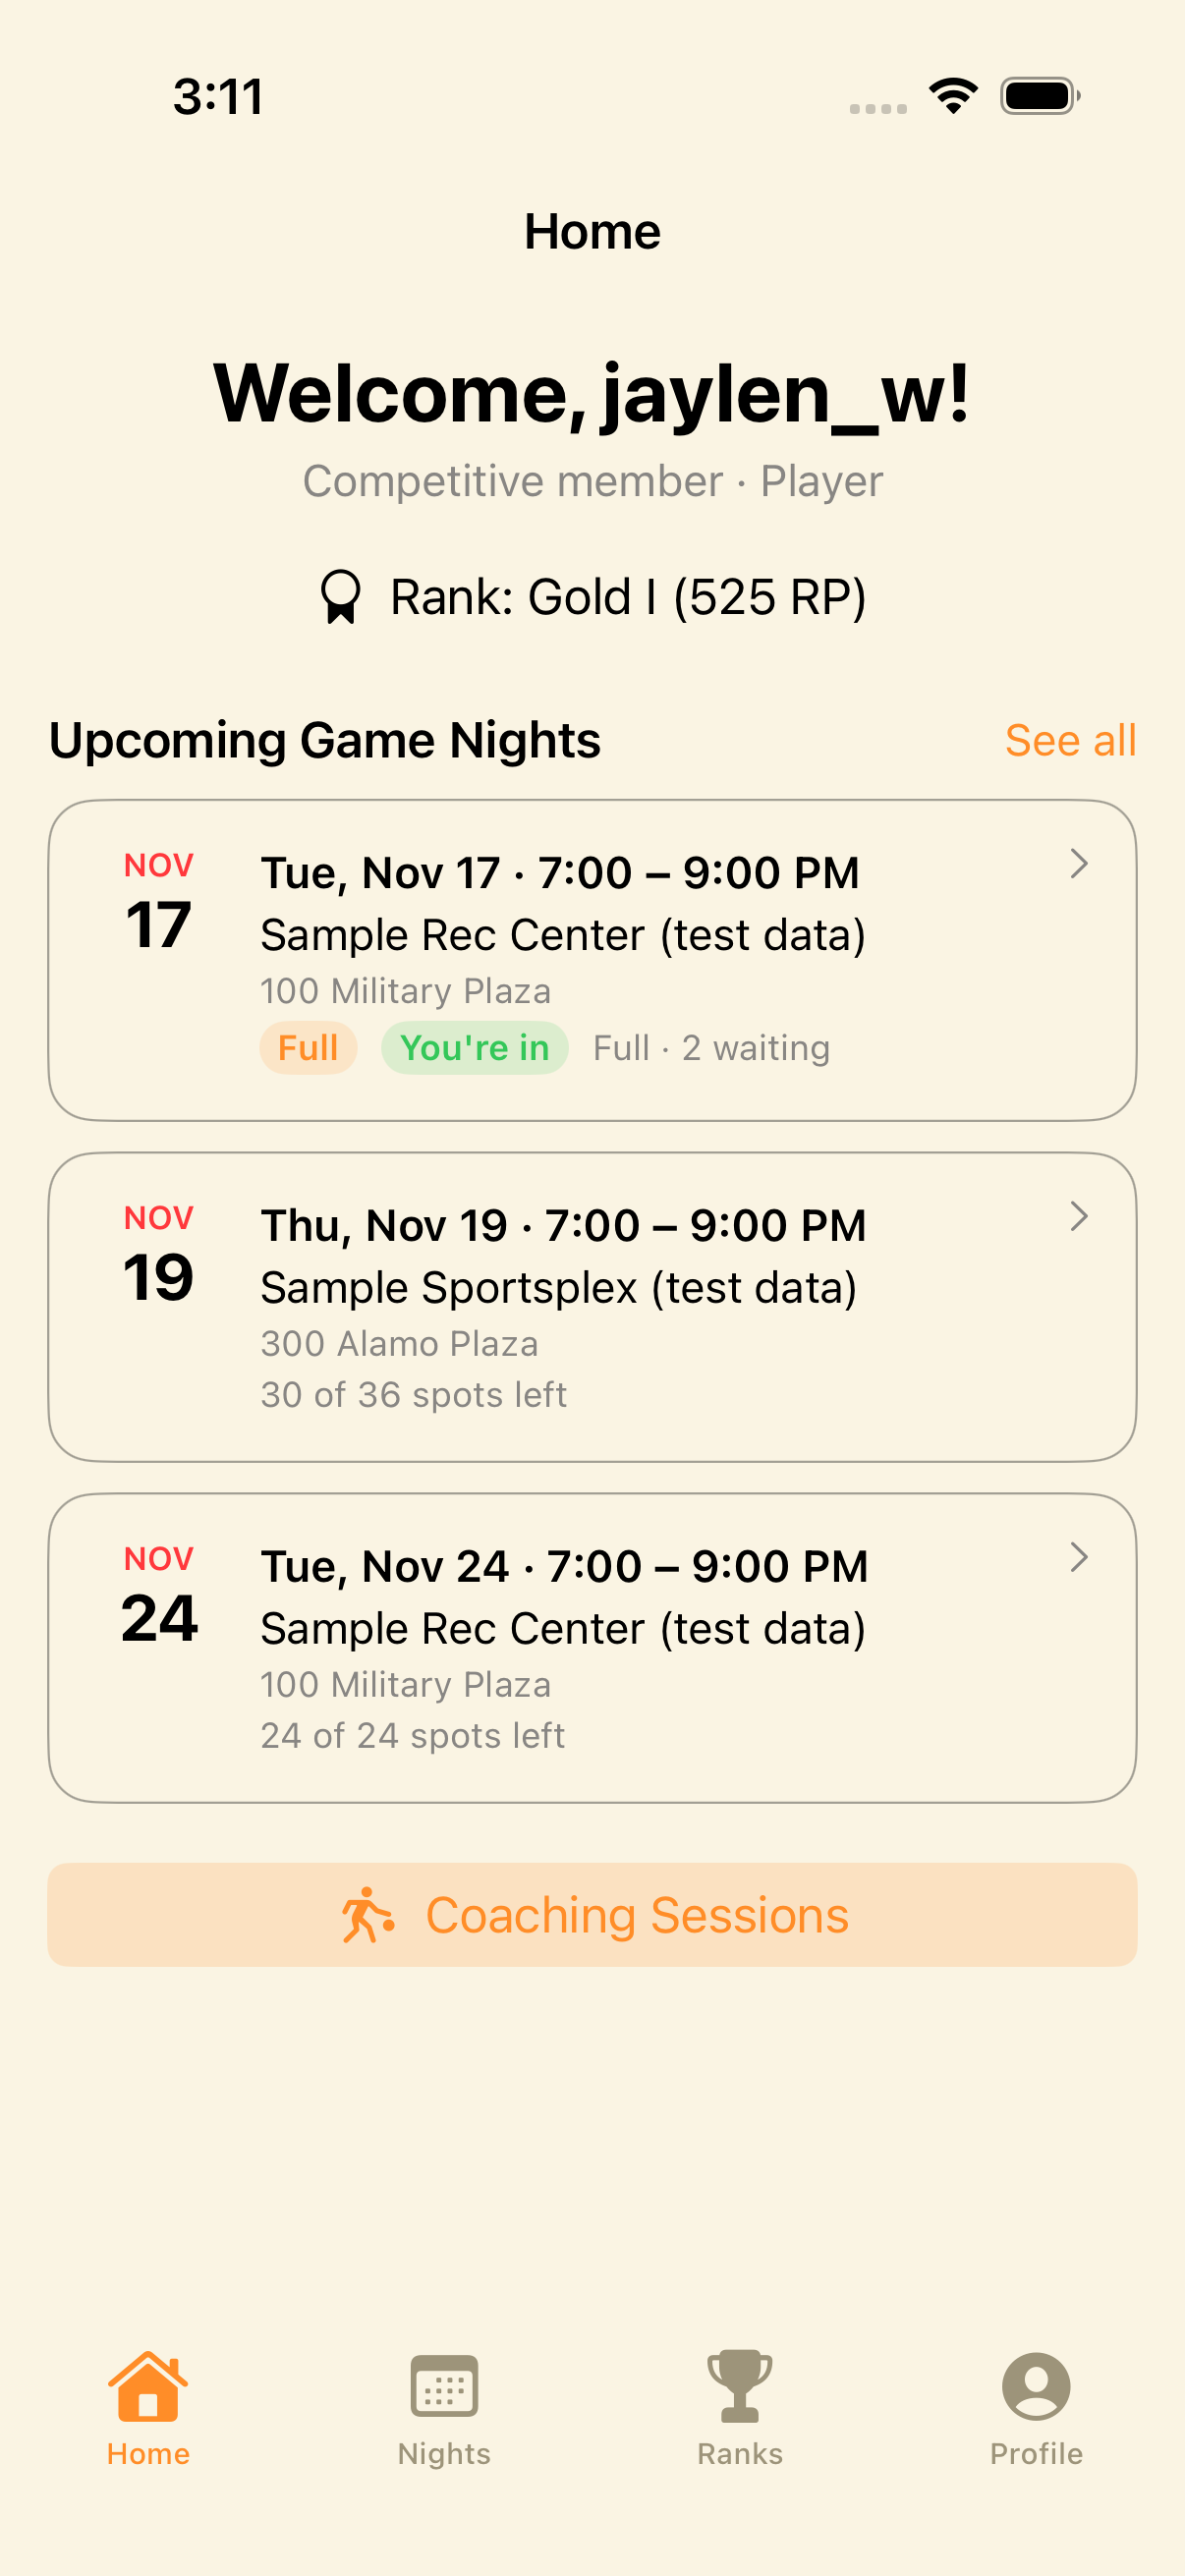 3:11
Home
Welcome, jaylen_w!
Competitive member · Player
Rank: Gold I (525 RP)
Upcoming Game Nights
See all
NOV
17
Tue, Nov 17 · 7:00 – 9:00 PM
Sample Rec Center (test data)
100 Military Plaza
Full You're in Full · 2 waiting
NOV
19
Thu, Nov 19 · 7:00 – 9:00 PM
Sample Sportsplex (test data)
300 Alamo Plaza
30 of 36 spots left
NOV
24
Tue, Nov 24 · 7:00 – 9:00 PM
Sample Rec Center (test data)
100 Military Plaza
24 of 24 spots left
Coaching Sessions
Home Nights Ranks Profile